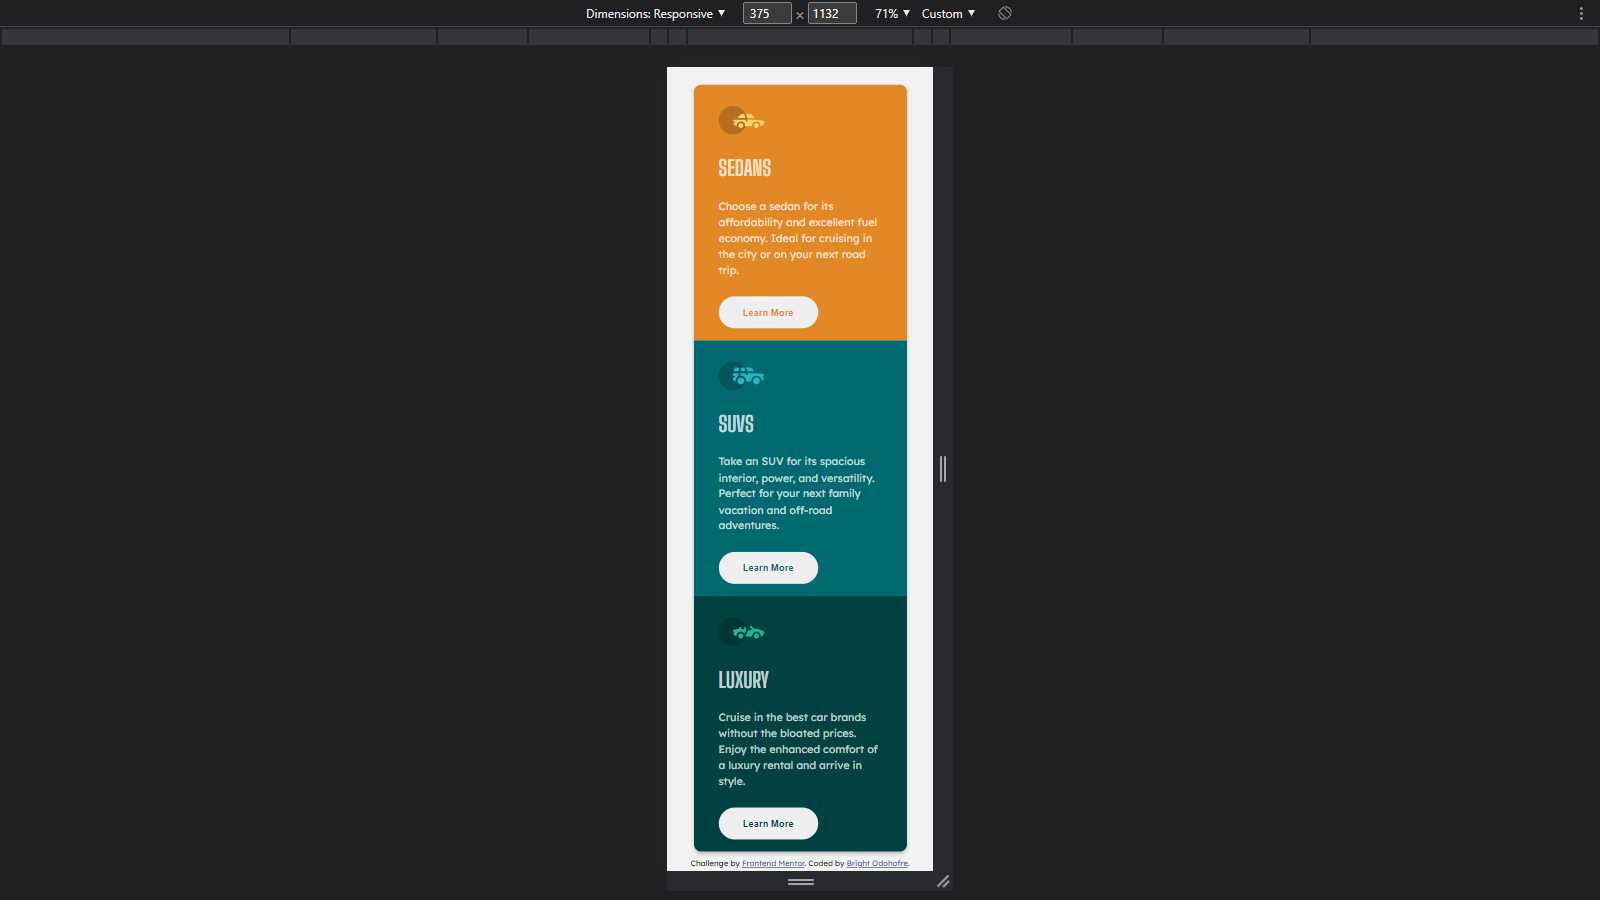 Dimensions: Responsive 375 × 1132 71% Custom
SEDANS
Choose a sedan for its
affordability and excellent fuel
economy. Ideal for cruising in
the city or on your next road
trip.
Learn More
SUVS
Take an SUV for its spacious
interior, power, and versatility.
Perfect for your next family
vacation and off-road
adventures.
Learn More
LUXURY
Cruise in the best car brands
without the bloated prices.
Enjoy the enhanced comfort of
a luxury rental and arrive in
style.
Learn More
Challenge by Frontend Mentor. Coded by Bright Odohofre.